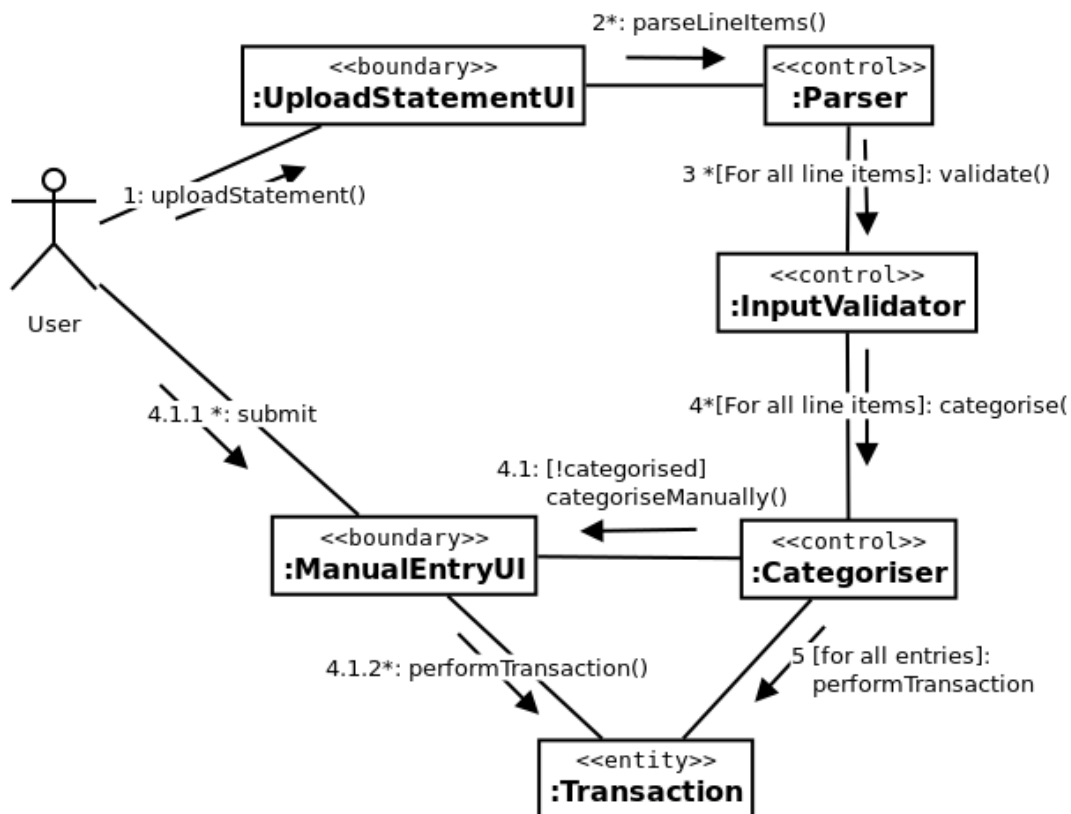 2*: parseLineItems()
<<boundary>>
:UploadStatementUI
<<control>>
:Parser
1: uploadStatement()
3 *[For all line items]: validate()
User
<<control>>
:InputValidator
4.1.1 *: submit
4*[For all line items]: categorise(
4.1: [!categorised]
categoriseManually()
<<boundary>>
:ManualEntryUI
<<control>>
:Categoriser
4.1.2*: performTransaction()
5 [for all entries]:
performTransaction
<<entity>>
:Transaction